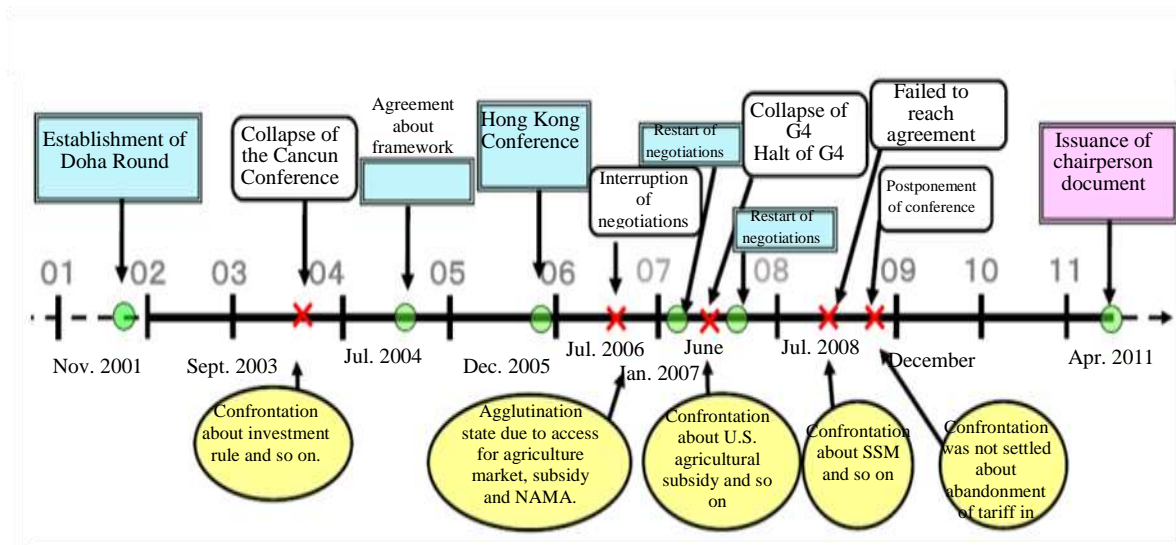 Establishment of
Doha Round
Collapse of
the Cancun
Conference
Agreement
about
framework
Hong Kong
Conference
Interruption
of
negotiations
Restart of
negotiations
Collapse of
G4
Halt of G4
Restart of
negotiations
Failed to
reach
agreement
Postponement
of conference
Issuance of
chairperson
document
01 02 03 04 05 06 07 08 09 10 11
Nov. 2001
Sept. 2003
Jul. 2004
Dec. 2005
Jul. 2006
Jan. 2007
June
Jul. 2008
December
Apr. 2011
Confrontation
about investment
rule and so on.
Agglutination
state due to access
for agriculture
market, subsidy
and NAMA.
Confrontation
about U.S.
agricultural
subsidy and so
on
Confrontation
about SSM
and so on
Confrontation
was not settled
about
abandonment
of tariff in